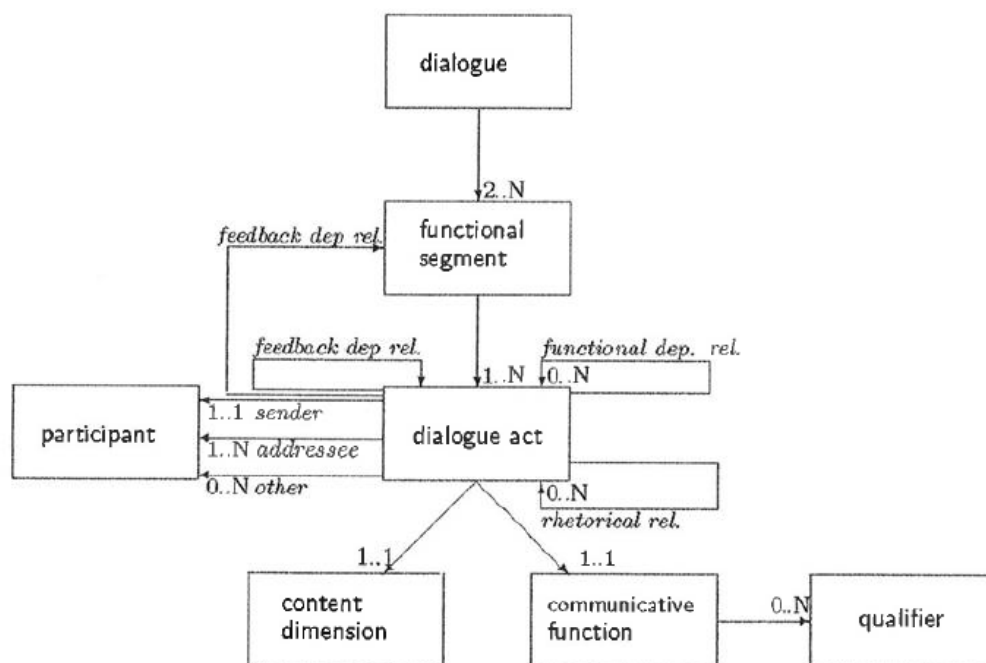 dialogue
2..N
feedback dep rel.
functional
segment
feedback dep rel.
functional dep. rel.
1..N
0..N
participant
1..1 sender
1..N addressee
0..N other
dialogue act
0..N
rhetorical rel.
1..1
1..1
content
dimension
communicative
function
0..N
qualifier